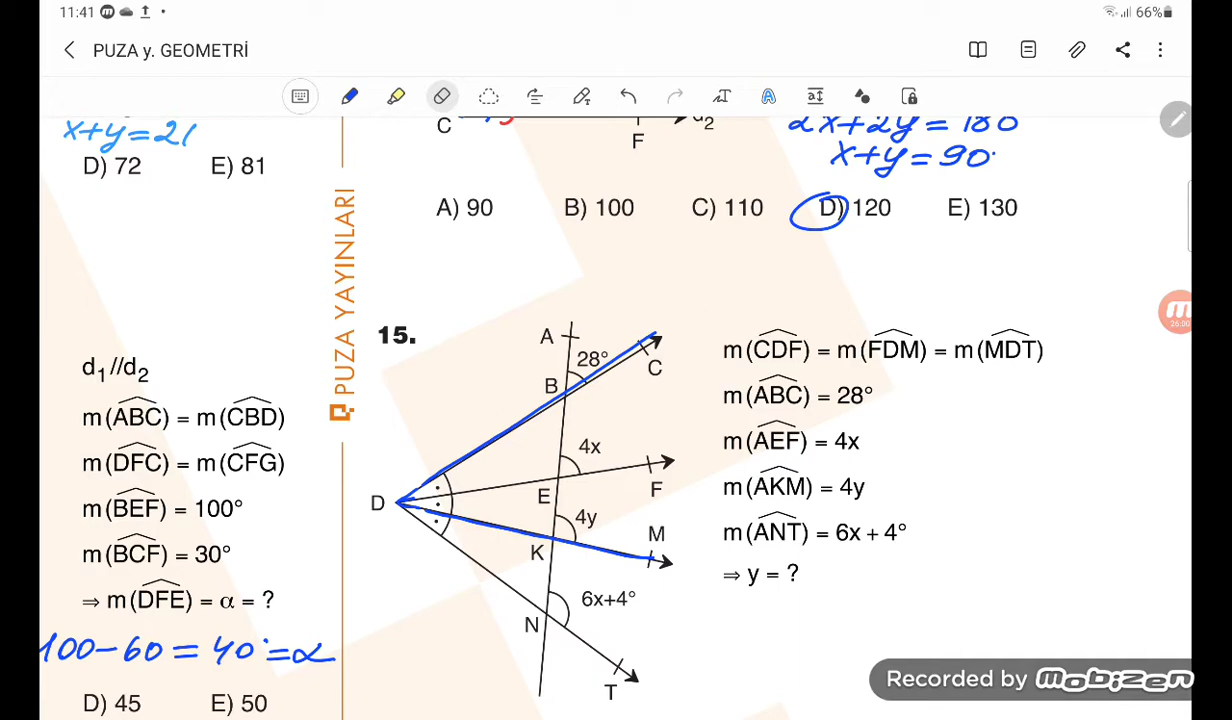 11:41
66%
PUZA y. GEOMETRİ
x+y=21
D) 72 E) 81
d1//d2
m(ABC) = m(CBD)
m(DFC) = m(CFG)
m(BEF) = 100°
m(BCF) = 30°
⇒ m(DFE) = α = ?
100-60=40°=α
D) 45 E) 50
PUZA YAYINLARI
C
F
d2
2x+2y=180
x+y=90°
A) 90 B) 100 C) 110 D) 120 E) 130
15.
A
28°
B
C
4x
D
E
F
4y
K
M
6x+4°
N
T
m(CDF) = m(FDM) = m(MDT)
m(ABC) = 28°
m(AEF) = 4x
m(AKM) = 4y
m(ANT) = 6x + 4°
⇒ y = ?
26:00
Recorded by mobizen